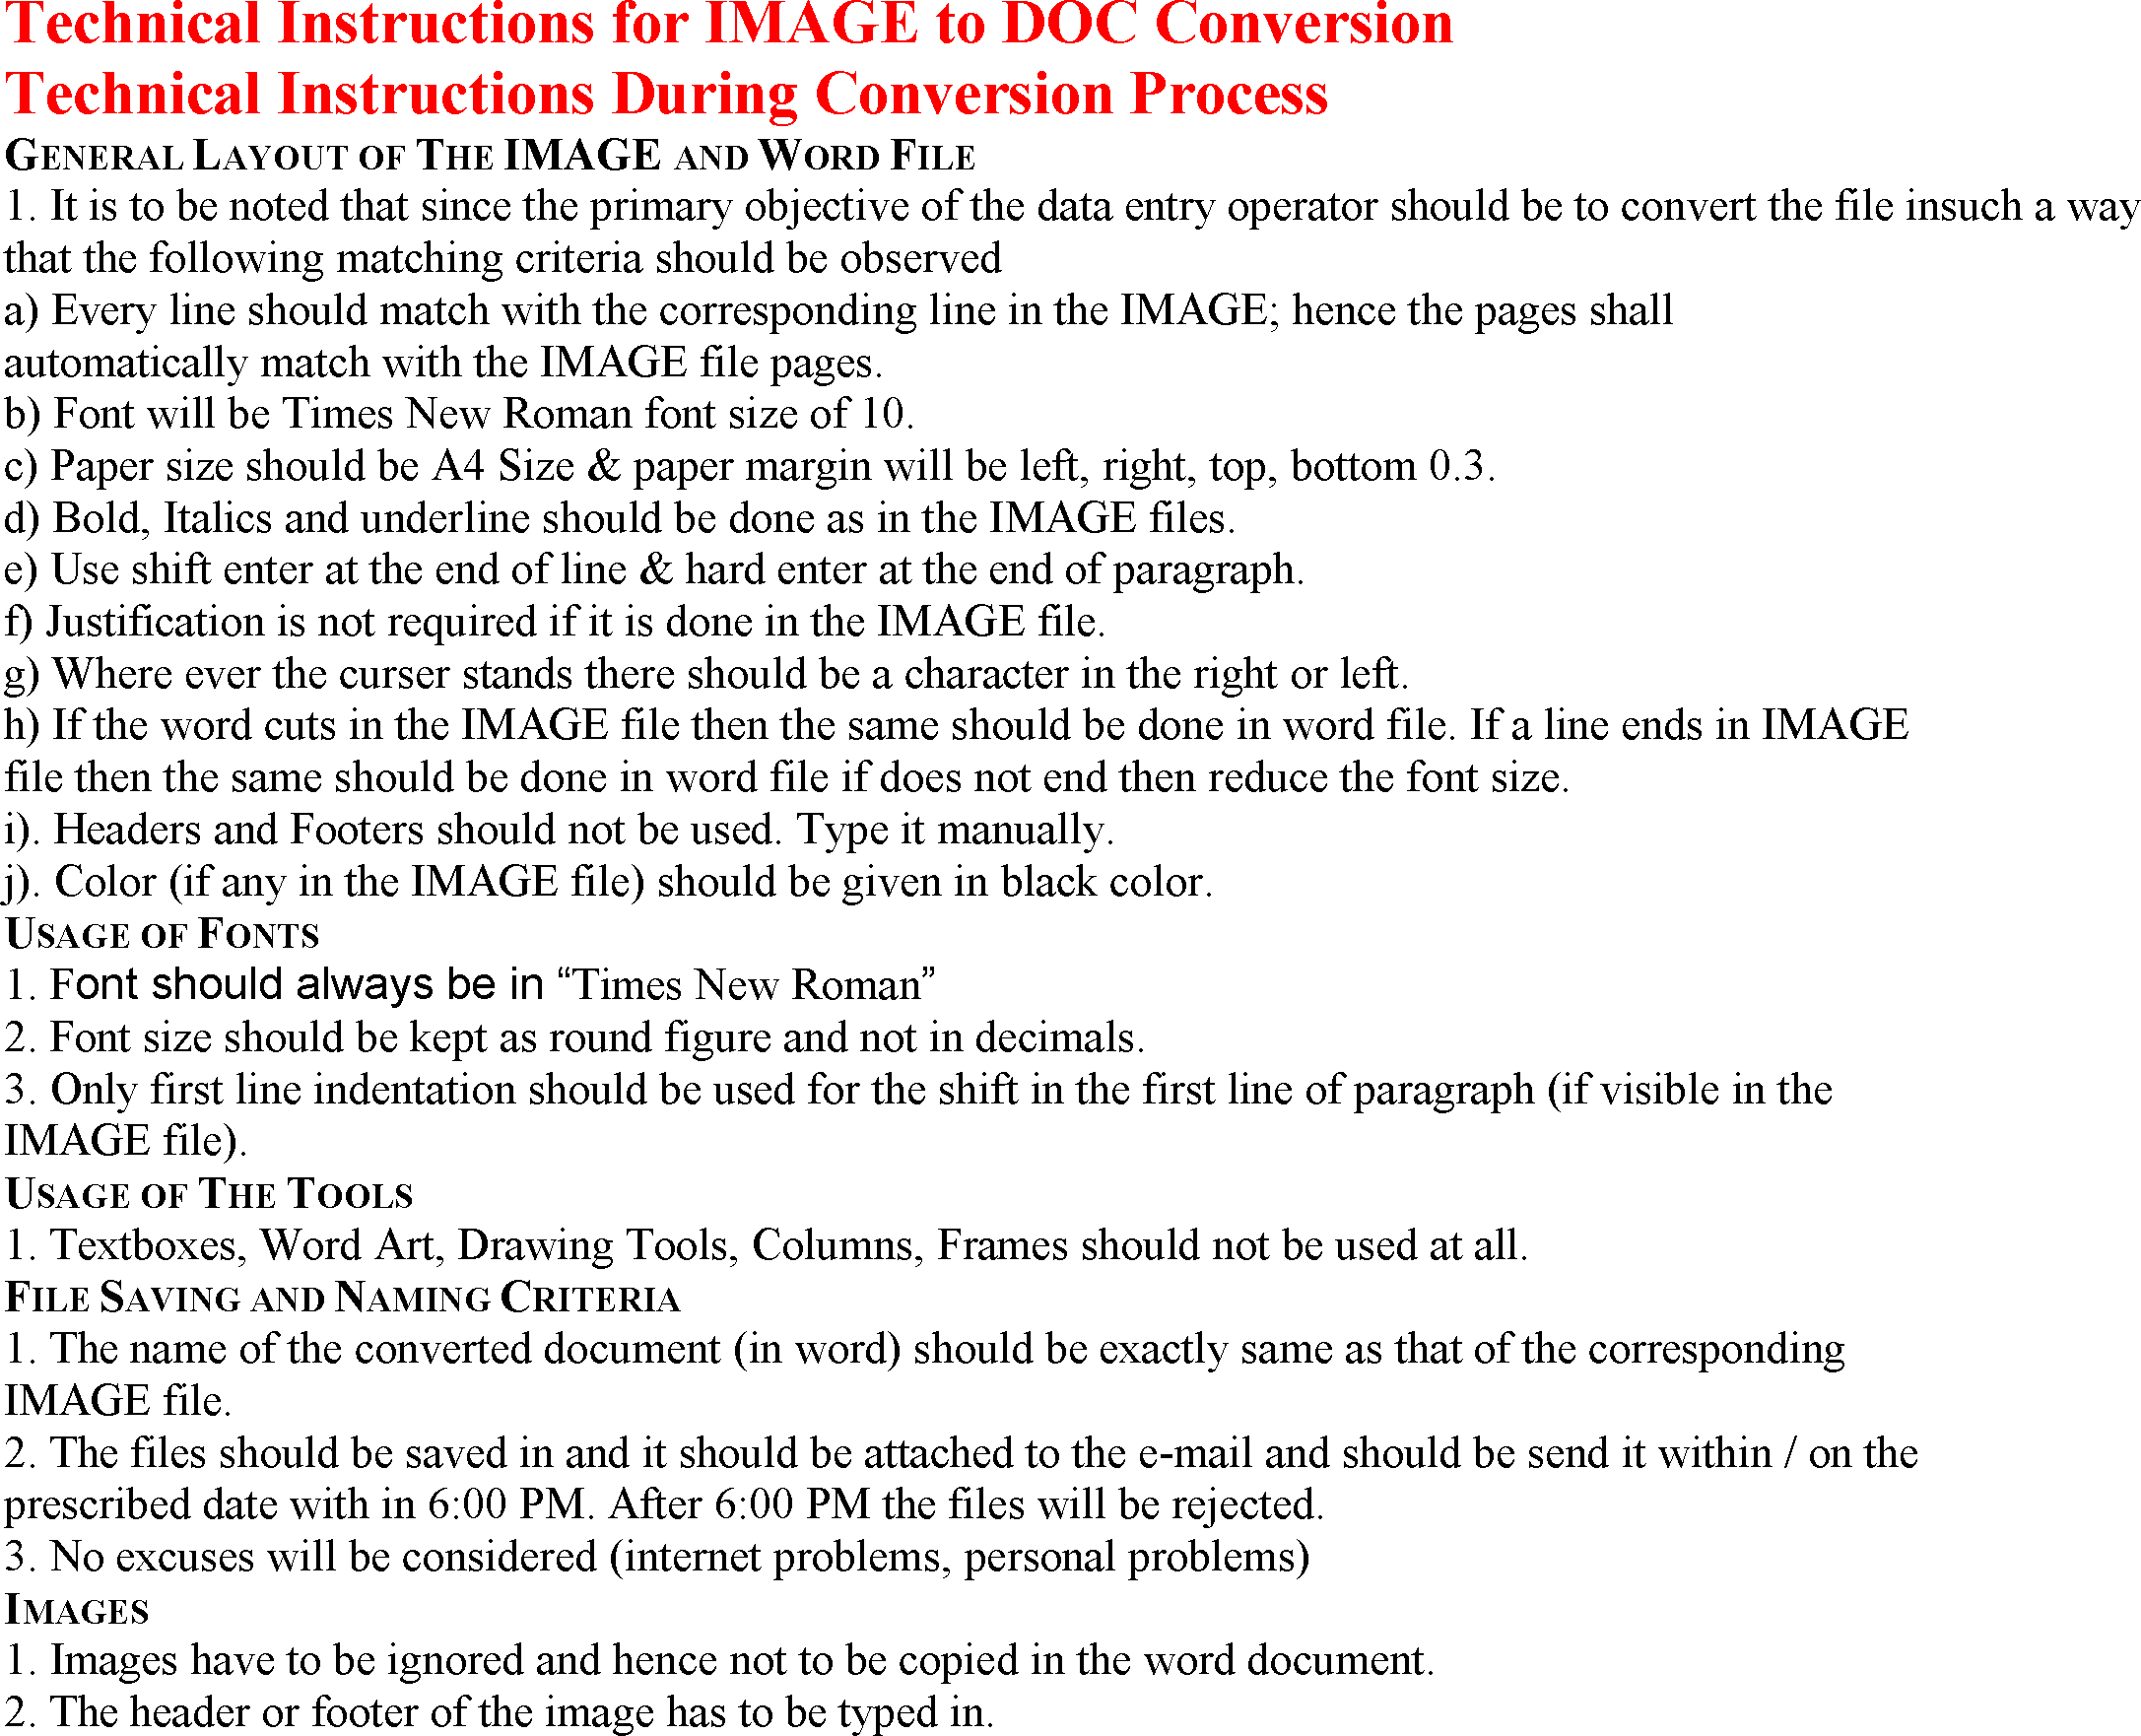 Technical Instructions for IMAGE to DOC Conversion
Technical Instructions During Conversion Process
GENERAL LAYOUT OF THE IMAGE AND WORD FILE
1. It is to be noted that since the primary objective of the data entry operator should be to convert the file insuch a way
that the following matching criteria should be observed
a) Every line should match with the corresponding line in the IMAGE; hence the pages shall
automatically match with the IMAGE file pages.
b) Font will be Times New Roman font size of 10.
c) Paper size should be A4 Size & paper margin will be left, right, top, bottom 0.3.
d) Bold, Italics and underline should be done as in the IMAGE files.
e) Use shift enter at the end of line & hard enter at the end of paragraph.
f) Justification is not required if it is done in the IMAGE file.
g) Where ever the curser stands there should be a character in the right or left.
h) If the word cuts in the IMAGE file then the same should be done in word file. If a line ends in IMAGE
file then the same should be done in word file if does not end then reduce the font size.
i). Headers and Footers should not be used. Type it manually.
j). Color (if any in the IMAGE file) should be given in black color.
USAGE OF FONTS
1. Font should always be in “Times New Roman”
2. Font size should be kept as round figure and not in decimals.
3. Only first line indentation should be used for the shift in the first line of paragraph (if visible in the
IMAGE file).
USAGE OF THE TOOLS
1. Textboxes, Word Art, Drawing Tools, Columns, Frames should not be used at all.
FILE SAVING AND NAMING CRITERIA
1. The name of the converted document (in word) should be exactly same as that of the corresponding
IMAGE file.
2. The files should be saved in and it should be attached to the e-mail and should be send it within / on the
prescribed date with in 6:00 PM. After 6:00 PM the files will be rejected.
3. No excuses will be considered (internet problems, personal problems)
IMAGES
1. Images have to be ignored and hence not to be copied in the word document.
2. The header or footer of the image has to be typed in.